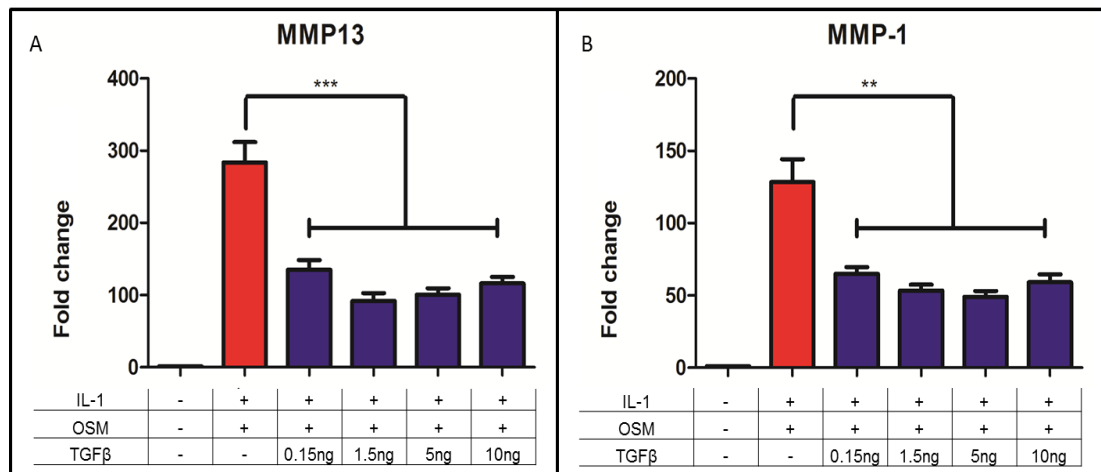 A
MMP13
Fold change
400
300
200
100
0
***
IL-1 - + + + + +
OSM - + + + + +
TGFβ - - 0.15ng 1.5ng 5ng 10ng
B
MMP-1
Fold change
200
150
100
50
0
**
IL-1 - + + + + +
OSM - + + + + +
TGFβ - - 0.15ng 1.5ng 5ng 10ng